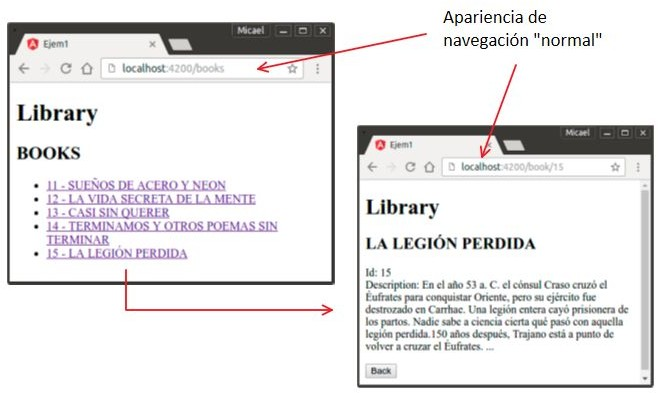 Apariencia de
navegación "normal"
Micael
Ejem1
localhost:4200/books
Library
BOOKS
11 - SUEÑOS DE ACERO Y NEON
12 - LA VIDA SECRETA DE LA MENTE
13 - CASI SIN QUERER
14 - TERMINAMOS Y OTROS POEMAS SIN
TERMINAR
15 - LA LEGIÓN PERDIDA
Micael
Ejem1
localhost:4200/book/15
Library
LA LEGIÓN PERDIDA
Id: 15
Description: En el año 53 a. C. el cónsul Craso cruzó el
Éufrates para conquistar Oriente, pero su ejército fue
destrozado en Carrhae. Una legión entera cayó prisionera de
los partos. Nadie sabe a ciencia cierta qué pasó con aquella
legión perdida.150 años después, Trajano está a punto de
volver a cruzar el Éufrates. ...
Back